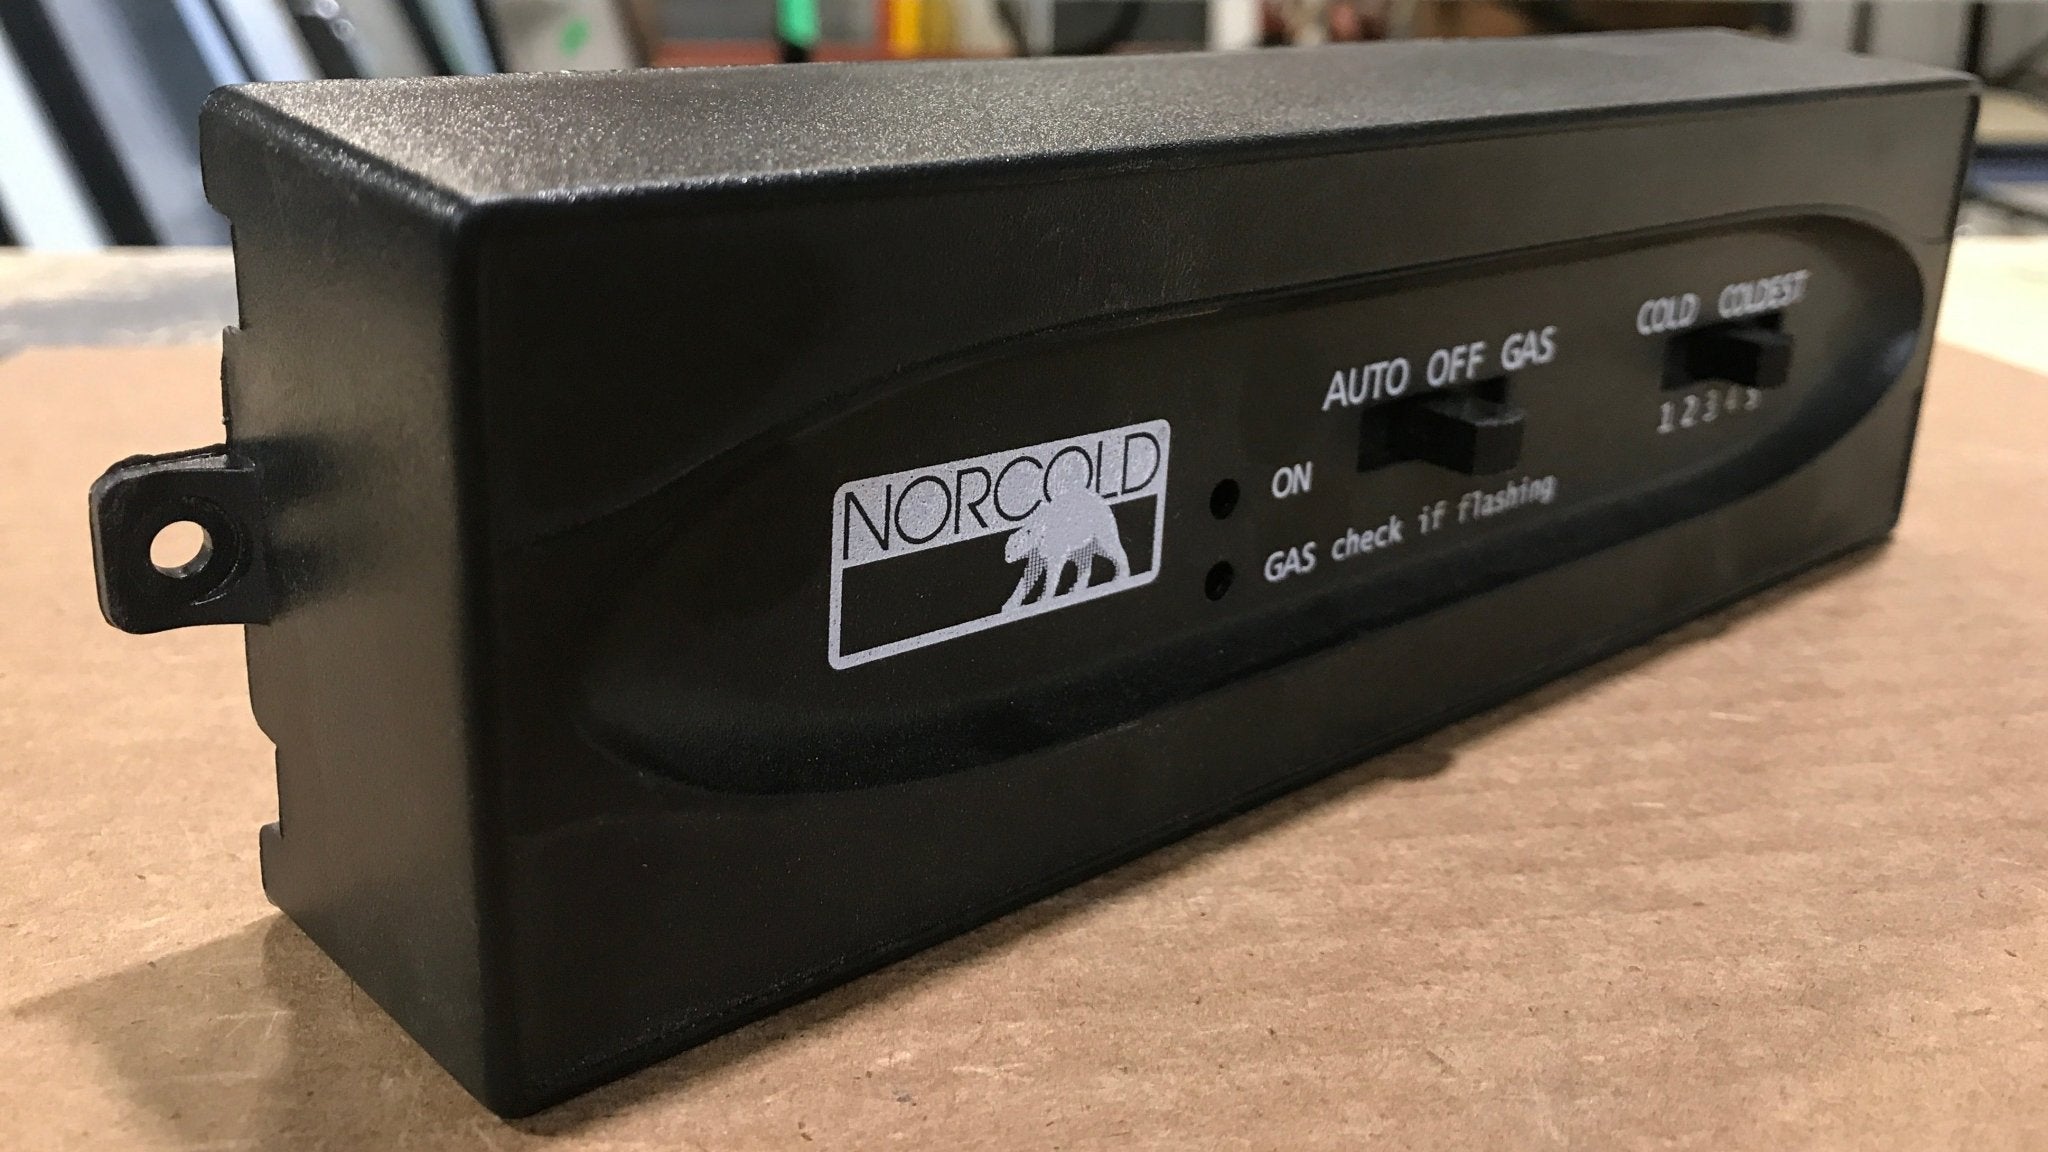 NORCOLD
ON
GAS check if flashing
AUTO OFF GAS
COLD COLDEST
1 2 3 4 5